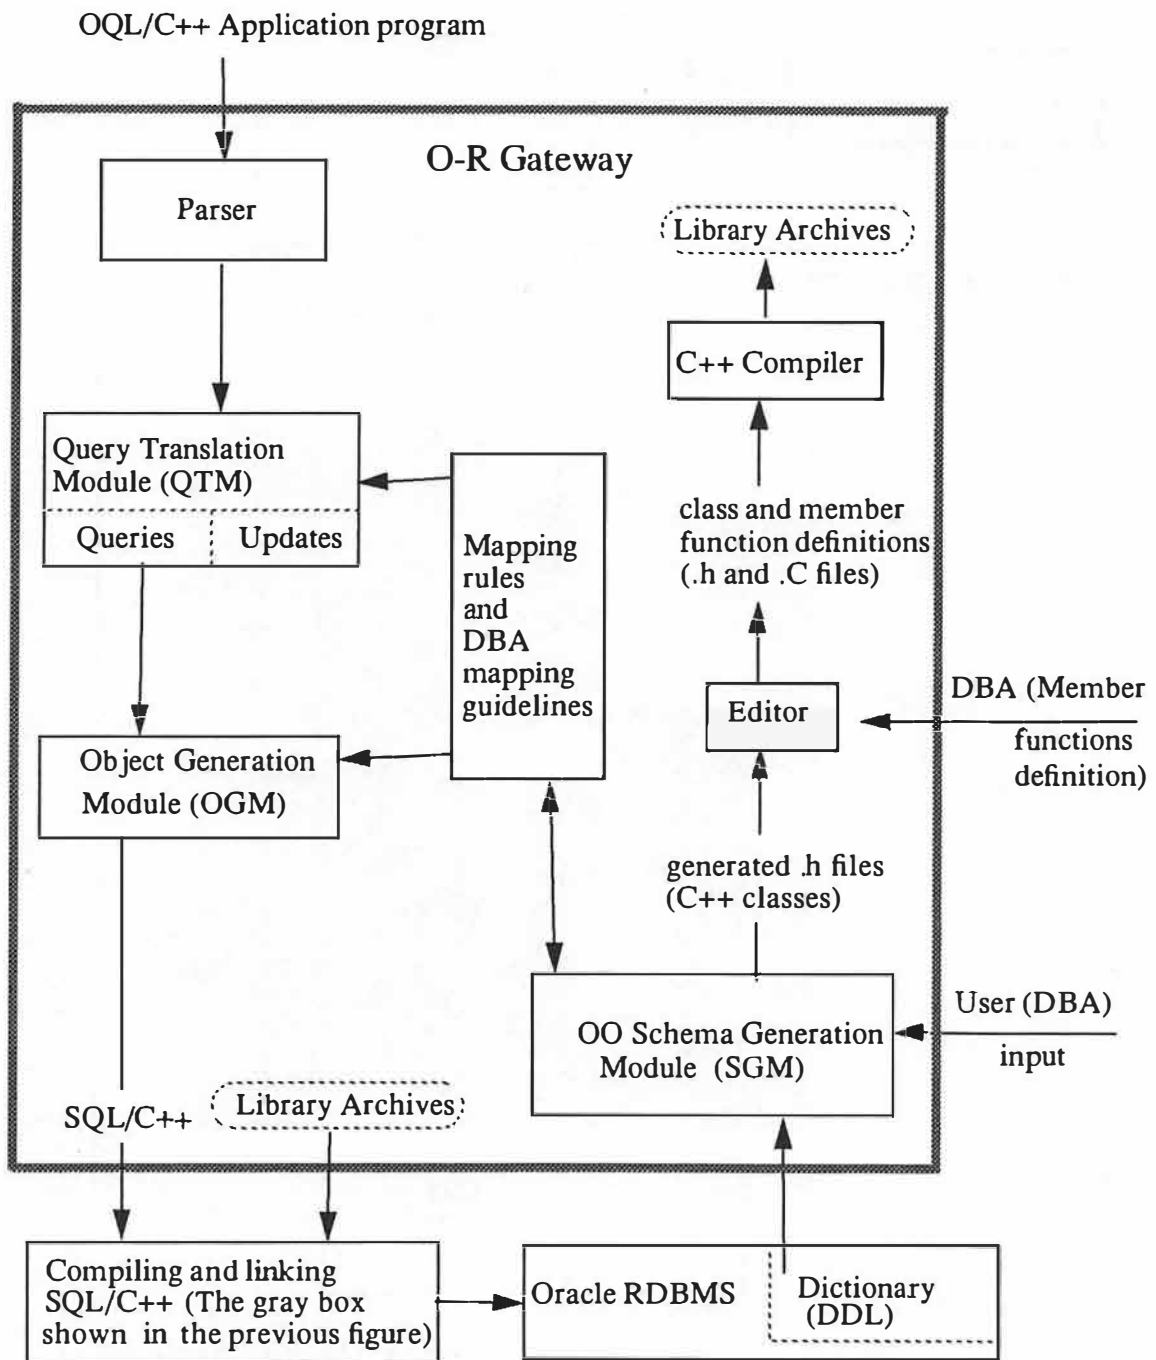 OQL/C++ Application program
O-R Gateway
Parser
Library Archives
C++ Compiler
Query Translation
Module (QTM)
Queries
Updates
Mapping
rules
and
DBA
mapping
guidelines
class and member
function definitions
(.h and .C files)
Editor
DBA (Member
functions
definition)
Object Generation
Module (OGM)
generated .h files
(C++ classes)
OO Schema Generation
Module (SGM)
User (DBA)
input
SQL/C++
Library Archives
Compiling and linking
SQL/C++ (The gray box
shown in the previous figure)
Oracle RDBMS
Dictionary
(DDL)